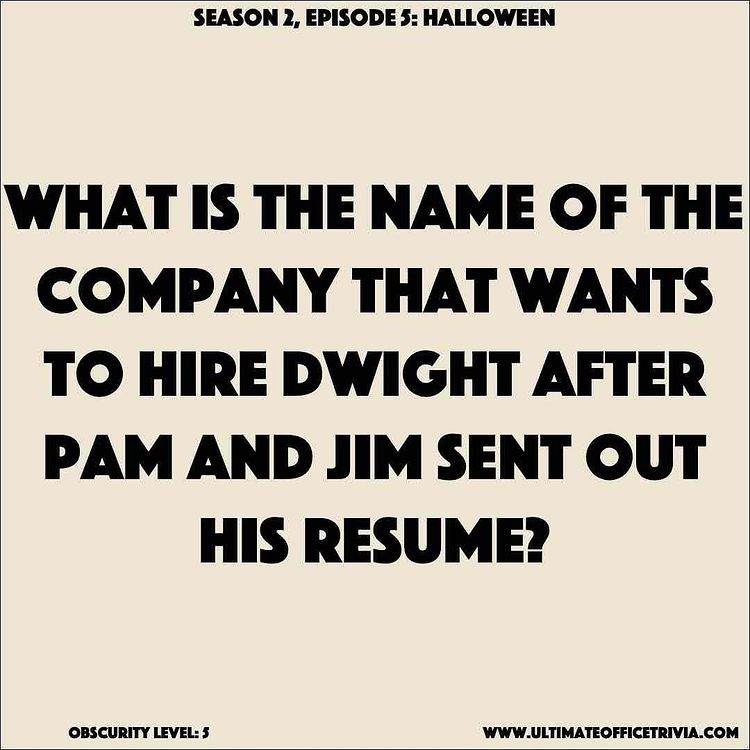 SEASON 2, EPISODE 5: HALLOWEEN
WHAT IS THE NAME OF THE
COMPANY THAT WANTS
TO HIRE DWIGHT AFTER
PAM AND JIM SENT OUT
HIS RESUME?
OBSCURITY LEVEL: 5
WWW.ULTIMATEOFFICETRIVIA.COM